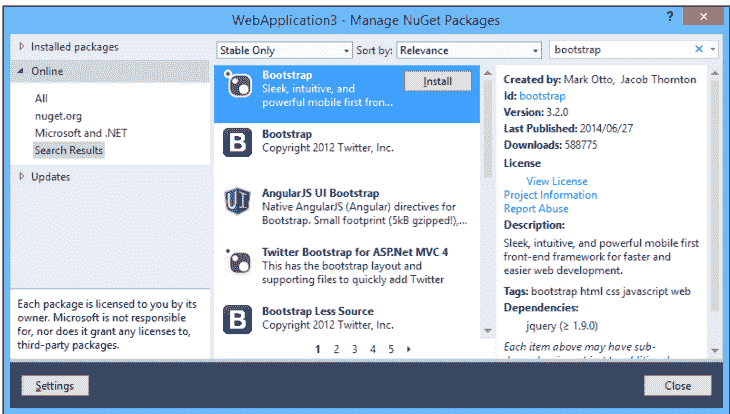 WebApplication3 - Manage NuGet Packages
?
×
Installed packages
Online
All
nuget.org
Microsoft and .NET
Search Results
Updates
Each package is licensed to you by its
owner. Microsoft is not responsible
for, nor does it grant any licenses to,
third-party packages.
Stable Only
Sort by:
Relevance
Bootstrap
Sleek, intuitive, and
powerful mobile first fron...
Install
B
Bootstrap
Copyright 2012 Twitter, Inc.
UI
AngularJS UI Bootstrap
Native AngularJS (Angular) directives for
Bootstrap. Small footprint (5kB gzipped!),...
Twitter Bootstrap for ASP.Net MVC 4
This has the bootstrap layout and
supporting files to quickly add Twitter
B
Bootstrap Less Source
Copyright 2012 Twitter, Inc.
1 2 3 4 5
bootstrap
×
Created by: Mark Otto, Jacob Thornton
Id: bootstrap
Version: 3.2.0
Last Published: 2014/06/27
Downloads: 588775
License
View License
Project Information
Report Abuse
Description:
Sleek, intuitive, and powerful mobile first
front-end framework for faster and
easier web development.
Tags: bootstrap html css javascript web
Dependencies:
jquery (≥ 1.9.0)
Each item above may have sub-
Settings
Close